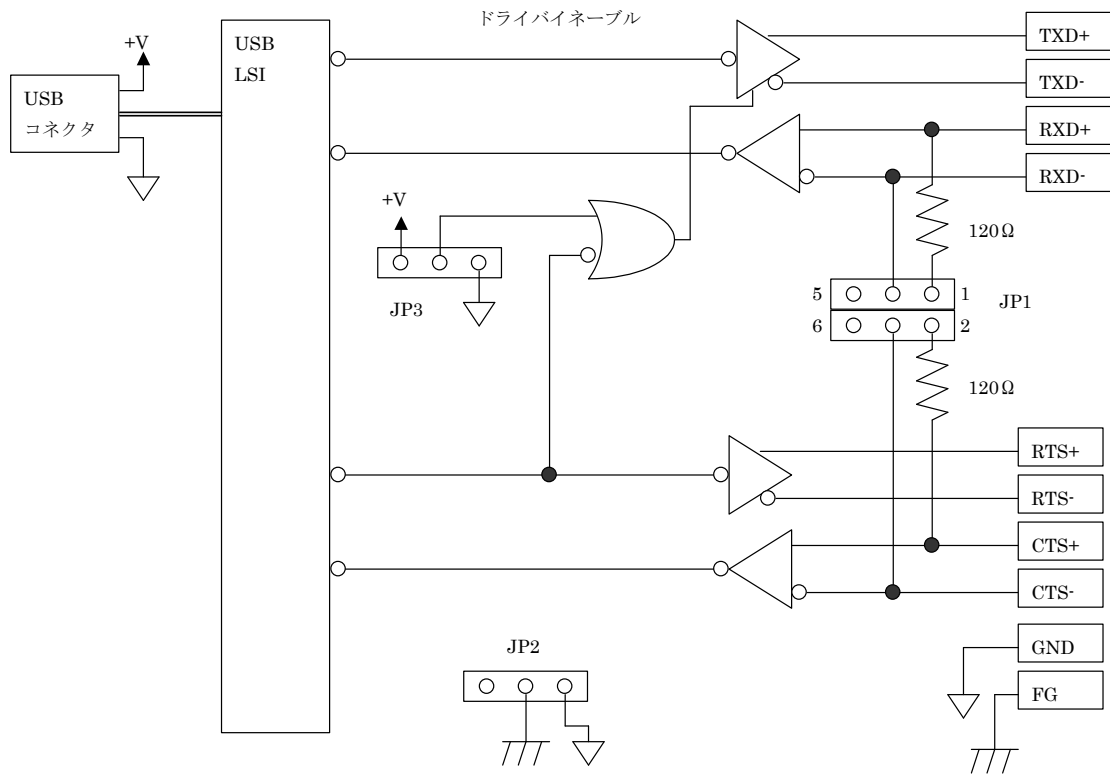 ドライバイネーブル
+V
USB
コネクタ
USB
LSI
TXD+
TXD-
RXD+
RXD-
120Ω
+V
JP3
5
1
JP1
6
2
120Ω
RTS+
RTS-
CTS+
CTS-
JP2
GND
FG